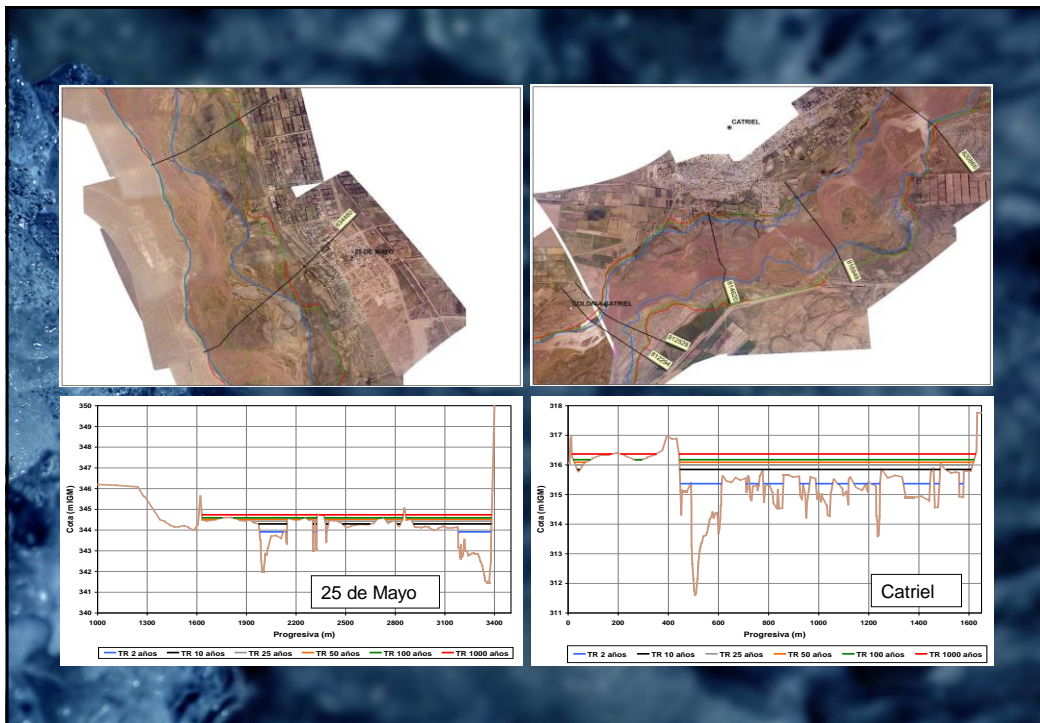 934480
25 DE MAYO
CATRIEL
COLONIA CATRIEL
914620
912528
912294
Cota (m IGM)
350
349
348
347
346
345
344
343
342
341
340
1000
1300
1600
1900
2200
2500
2800
3100
3400
Progresiva (m)
25 de Mayo
TR 2 años
TR 10 años
TR 25 años
TR 50 años
TR 100 años
TR 1000 años
Cota (m IGM)
318
317
316
315
314
313
312
311
0
200
400
600
800
1000
1200
1400
1600
Progresiva (m)
Catriel
TR 2 años
TR 10 años
TR 25 años
TR 50 años
TR 100 años
TR 1000 años